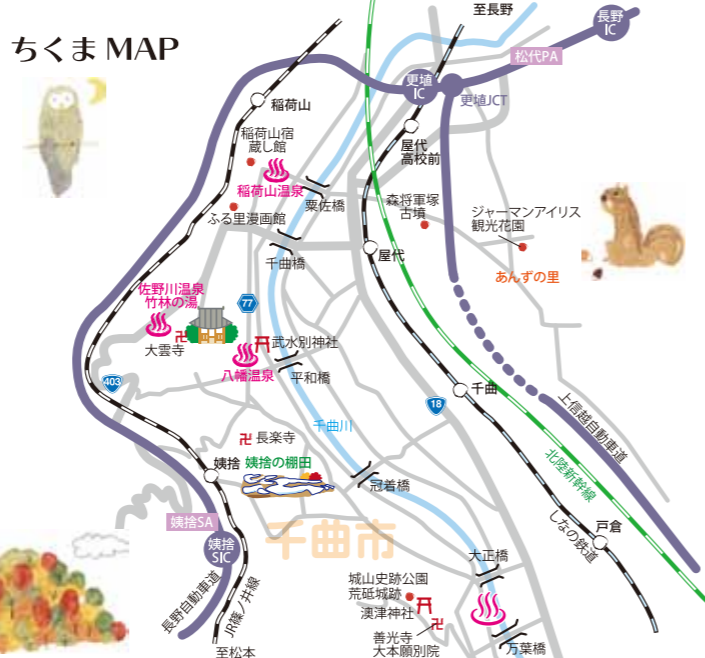 ちくま MAP
至長野
長野
IC
松代PA
更埴
IC
更埴JCT
稲荷山
稲荷山宿
蔵し館
屋代
高校前
稲荷山温泉
粟佐橋
森将軍塚
古墳
ジャーマンアイリス
観光花園
ふる里漫画館
千曲橋
屋代
あんずの里
佐野川温泉
竹林の湯
77
大雲寺
武水別神社
八幡温泉
平和橋
403
千曲
18
千曲川
上信越自動車道
長楽寺
姨捨
姨捨の棚田
冠着橋
北陸新幹線
姨捨SA
千曲市
しなの鉄道
戸倉
姨捨
SIC
大正橋
長野自動車道
JR篠ノ井線
城山史跡公園
荒砥城跡
澳津神社
善光寺
大本願別院
万葉橋
至松本